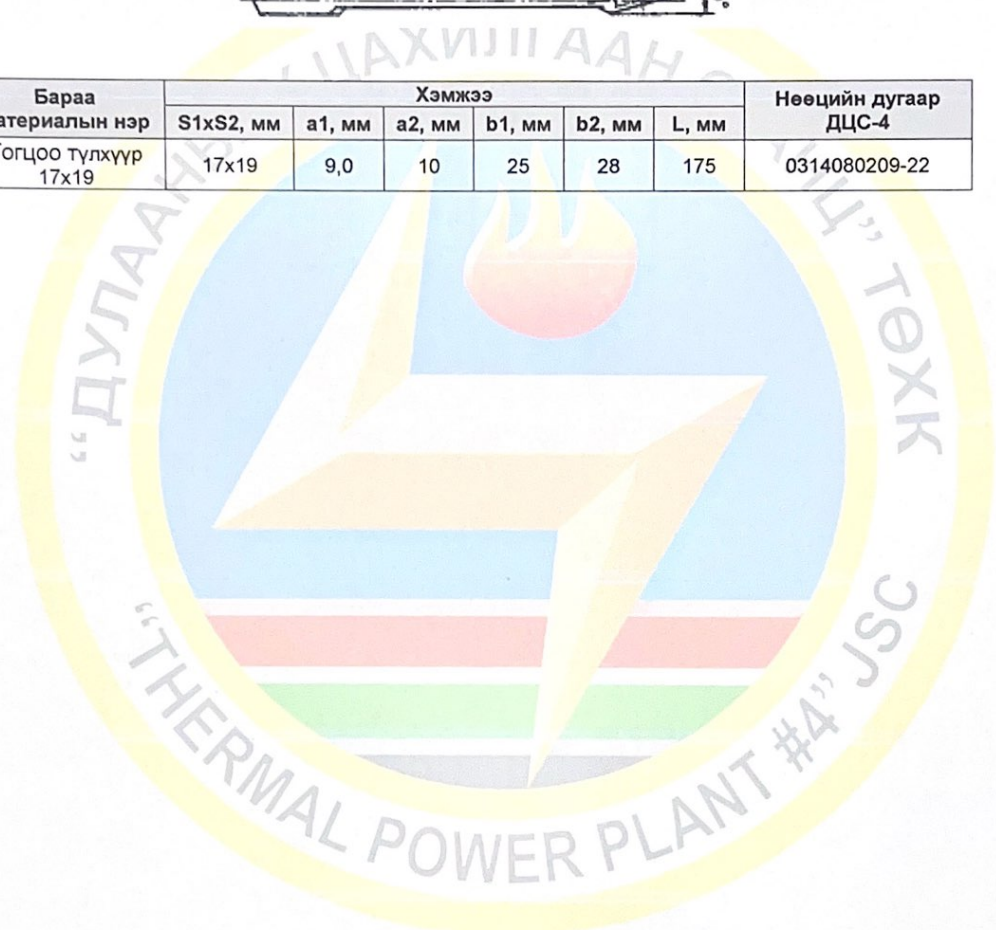 Бараа
атериалын нэр
Хэмжээ
Нөөцийн дугаар
ДЦС-4
S1xS2, мм a1, мм a2, мм b1, мм b2, мм L, мм
огцоо түлхүүр
17x19
17x19 9,0 10 25 28 175 0314080209-22
"ДУЛААНЫ ЦАХИЛГААН ТӨХК
"THERMAL POWER PLANT #4" JSC